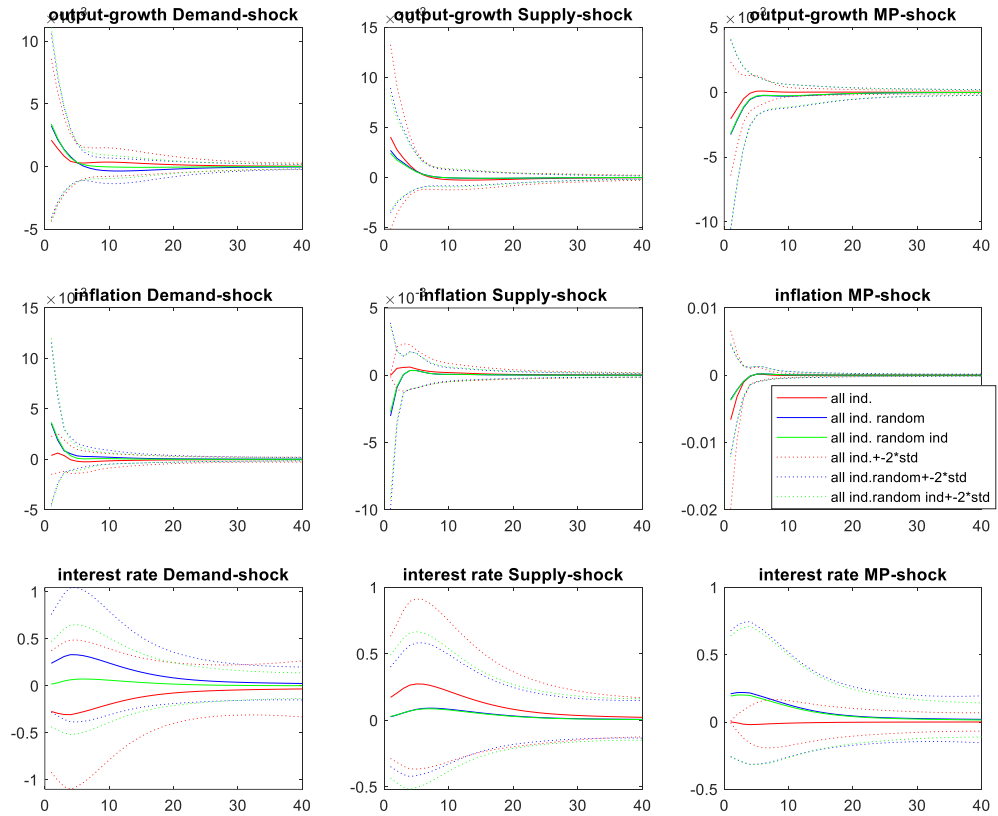 output-growth Demand-shock
output-growth Supply-shock
output-growth MP-shock
×10
×10
×10
10
5
0
-5
0 10 20 30 40
15
10
5
0
-5
0 10 20 30 40
5
0
-5
-10
0 10 20 30 40
inflation Demand-shock
inflation Supply-shock
inflation MP-shock
×10
×10
15
10
5
0
-5
0 10 20 30 40
5
0
-5
-10
0 10 20 30 40
0.01
0
-0.01
-0.02
0 10 20 30 40
all ind.
all ind. random
all ind. random ind
all ind.+-2*std
all ind.random+-2*std
all ind.random ind+-2*std
interest rate Demand-shock
interest rate Supply-shock
interest rate MP-shock
1
0.5
0
-0.5
-1
0 10 20 30 40
1
0.5
0
-0.5
0 10 20 30 40
1
0.5
0
-0.5
0 10 20 30 40